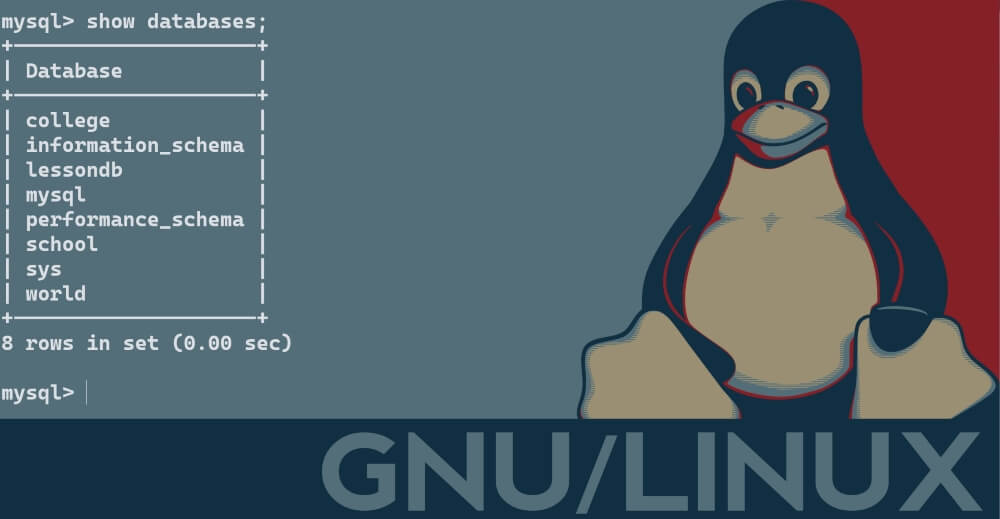 mysql> show databases;
+--------------------+
| Database           |
+--------------------+
| college            |
| information_schema |
| lessondb           |
| mysql              |
| performance_schema |
| school             |
| sys                |
| world              |
+--------------------+
8 rows in set (0.00 sec)
mysql>
GNU/LINUX